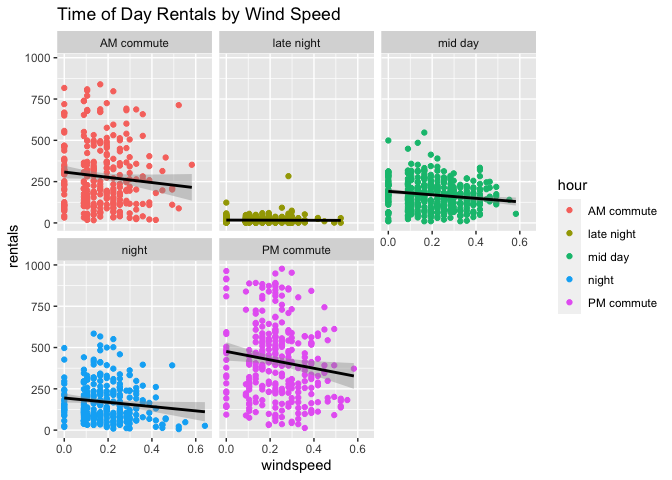 Time of Day Rentals by Wind Speed
AM commute
late night
mid day
1000
750
500
250
0
0.0 0.2 0.4 0.6
night
PM commute
1000
750
500
250
0
0.0 0.2 0.4 0.6
0.0 0.2 0.4 0.6
rentals
windspeed
hour
AM commute
late night
mid day
night
PM commute